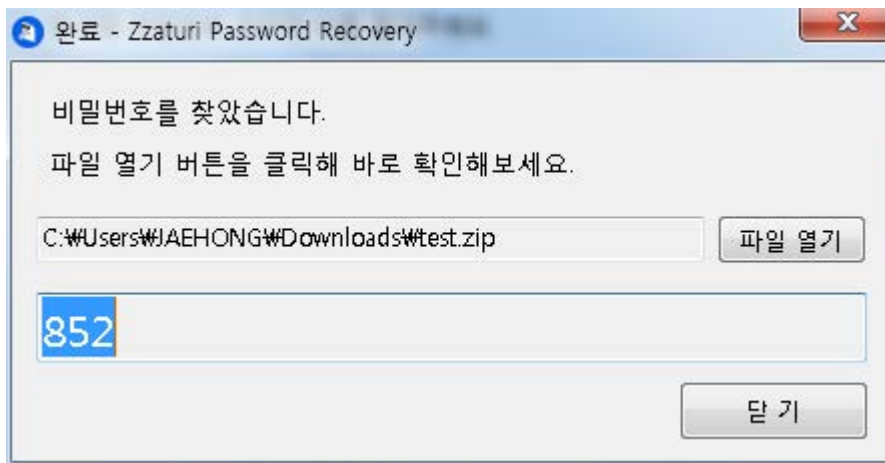 완료 - Zzaturi Password Recovery
비밀번호를 찾았습니다.
파일 열기 버튼을 클릭해 바로 확인해보세요.
C:₩Users₩JAEHONG₩Downloads₩test.zip
파일 열기
852
닫 기